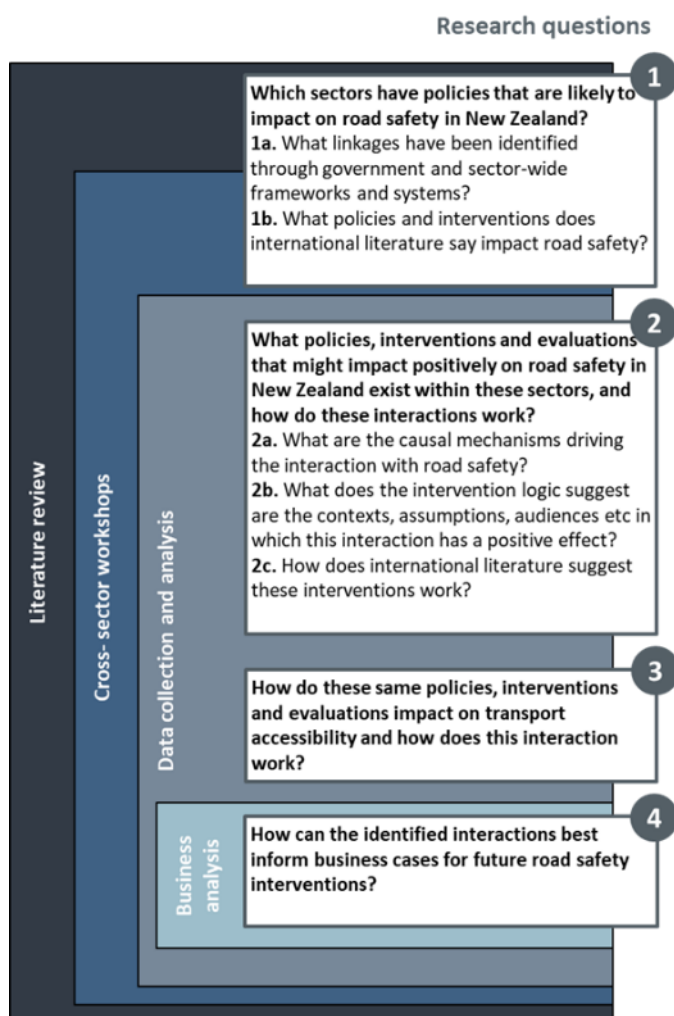 Research questions
1
Which sectors have policies that are likely to
impact on road safety in New Zealand?
1a. What linkages have been identified
through government and sector-wide
frameworks and systems?
1b. What policies and interventions does
international literature say impact road safety?
2
What policies, interventions and evaluations
that might impact positively on road safety in
New Zealand exist within these sectors, and
how do these interactions work?
2a. What are the causal mechanisms driving
the interaction with road safety?
2b. What does the intervention logic suggest
are the contexts, assumptions, audiences etc in
which this interaction has a positive effect?
2c. How does international literature suggest
these interventions work?
3
How do these same policies, interventions
and evaluations impact on transport
accessibility and how does this interaction
work?
4
How can the identified interactions best
inform business cases for future road safety
interventions?
Literature review
Cross- sector workshops
Data collection and analysis
Business
analysis